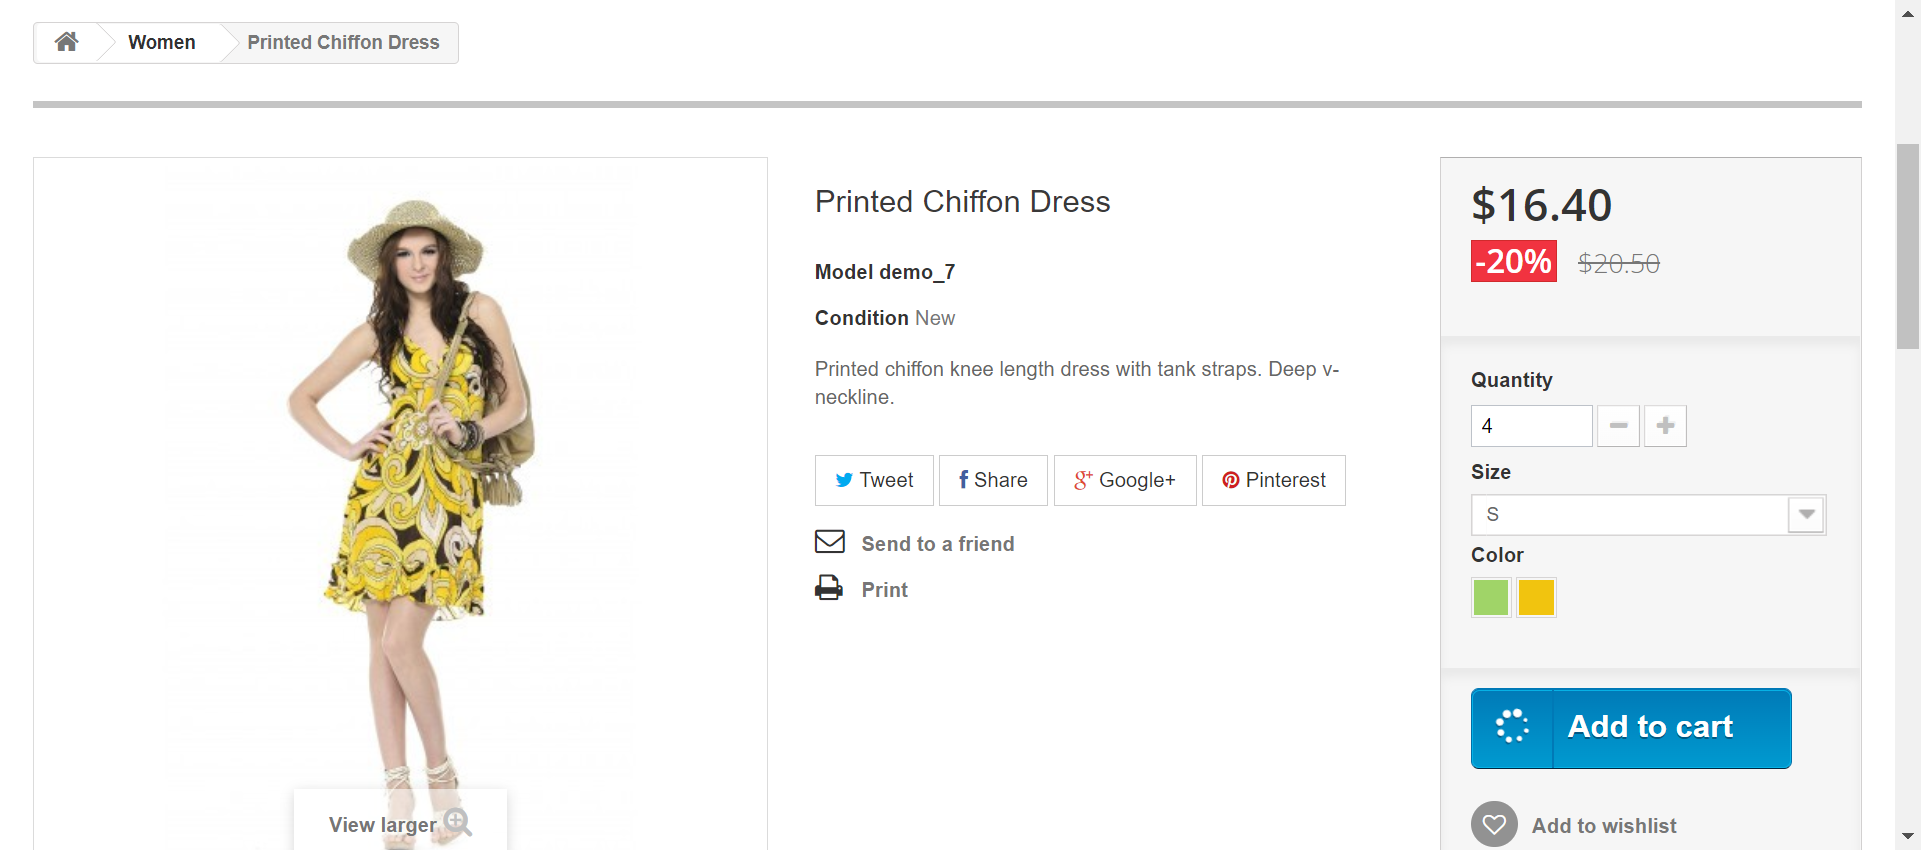 Women
Printed Chiffon Dress
Printed Chiffon Dress
Model demo_7
Condition New
Printed chiffon knee length dress with tank straps. Deep v-
neckline.
Tweet
Share
Google+
Pinterest
Send to a friend
Print
View larger
$16.40
-20% $20.50
Quantity
4
Size
S
Color
Add to cart
Add to wishlist